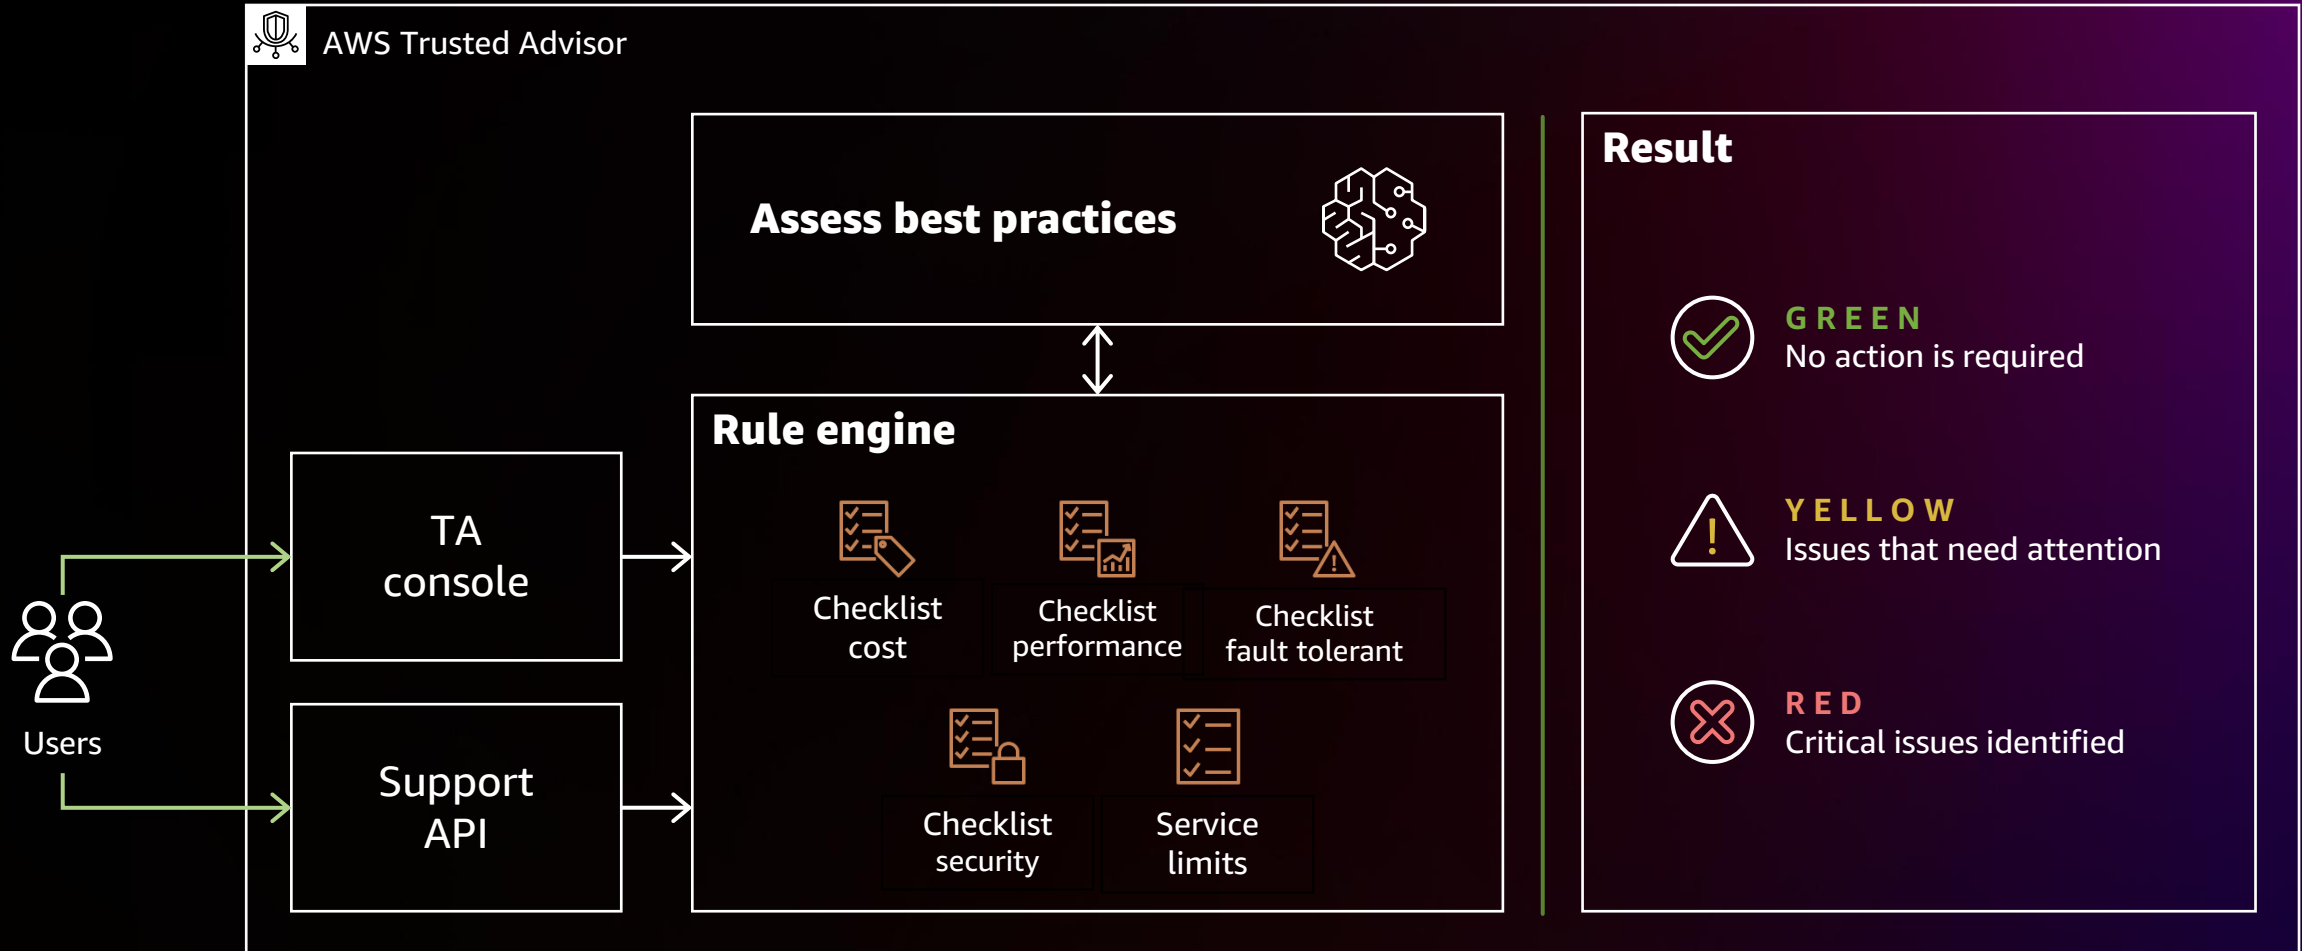 AWS Trusted Advisor
Assess best practices
Rule engine
TA
console
Support
API
Users
Checklist
cost
Checklist
performance
Checklist
fault tolerant
Checklist
security
Service
limits
Result
GREEN
No action is required
YELLOW
Issues that need attention
RED
Critical issues identified